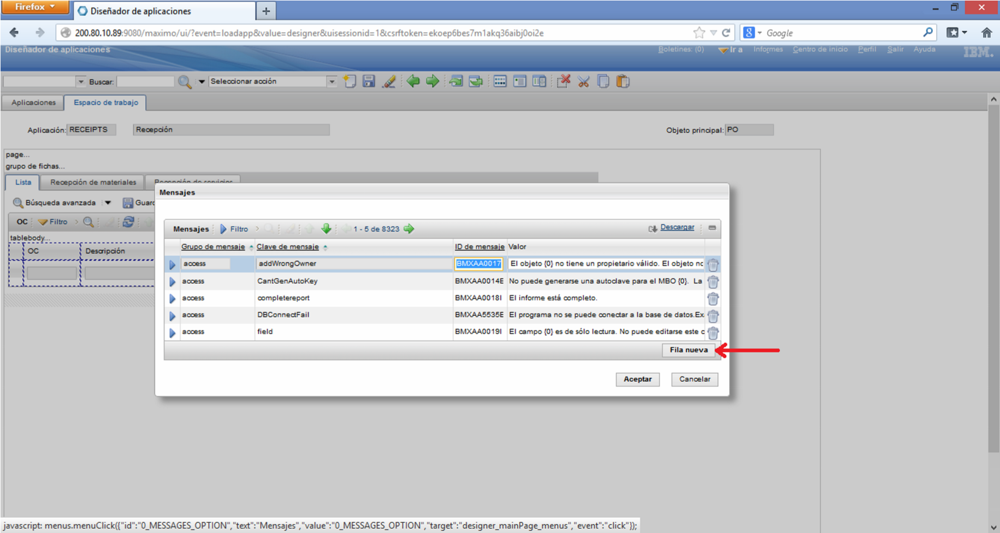 Firefox
Diseñador de aplicaciones
200.80.10.89:9080/maximo/ui/?event=loadapp&value=designer&uisessionid=1&csrftoken=ekoep6bes7m1akq36aibj0oi2e
Google
Diseñador de aplicaciones
Boletines: (0) Ir a Informes Centro de inicio Perfil Salir Ayuda IBM.
Buscar: Seleccionar acción
Aplicaciones Espacio de trabajo
Aplicación: RECEIPTS Recepción Objeto principal: PO
page...
grupo de fichas...
Lista Recepción de materiales Recepción de servicios
Mensajes
Búsqueda avanzada Guard
OC Filtro
Mensajes Filtro 1 - 5 de 8323 Descargar
tablebody...
Grupo de mensaje Clave de mensaje ID de mensaje Valor
OC Descripción
access addWrongOwner BMXAA0017 El objeto {0} no tiene un propietario válido. El objeto no
access CantGenAutoKey BMXAA0014E No puede generarse una autoclave para el MBO {0}. La
access completereport BMXAA0018I El informe está completo.
access DBConnectFail BMXAA5535E El programa no se puede conectar a la base de datos.Ex
access field BMXAA0019I El campo {0} es de sólo lectura. No puede editarse este c
Fila nueva
Aceptar Cancelar
javascript: menus.menuClick({"id":"0_MESSAGES_OPTION","text":"Mensajes","value":"0_MESSAGES_OPTION","target":"designer_mainPage_menus","event":"click"});